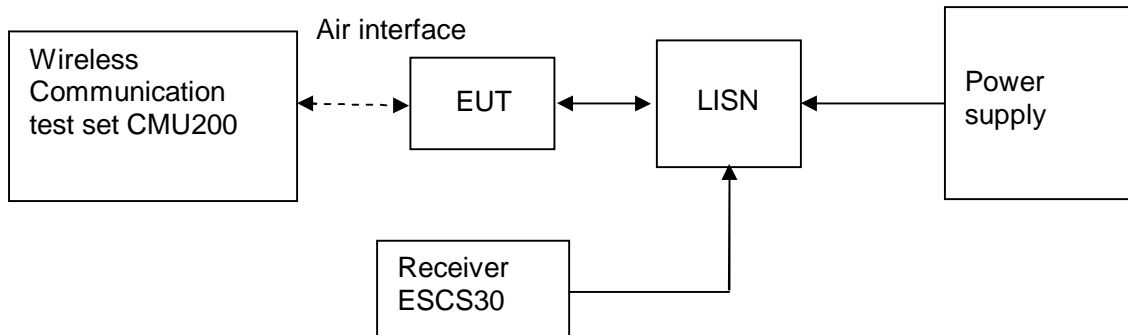 Air interface
Wireless
Communication
test set CMU200
EUT
LISN
Power
supply
Receiver
ESCS30